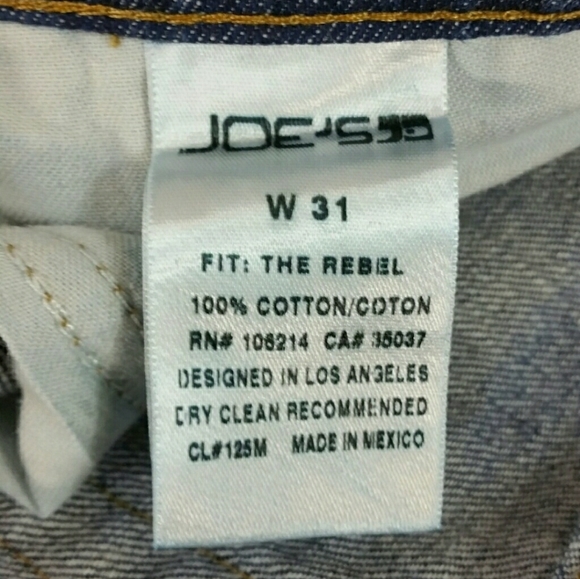 JOE'S
W 31
FIT: THE REBEL
100% COTTON/COTON
RN# 106214 CA# 35037
DESIGNED IN LOS ANGELES
DRY CLEAN RECOMMENDED
CL#125M MADE IN MEXICO